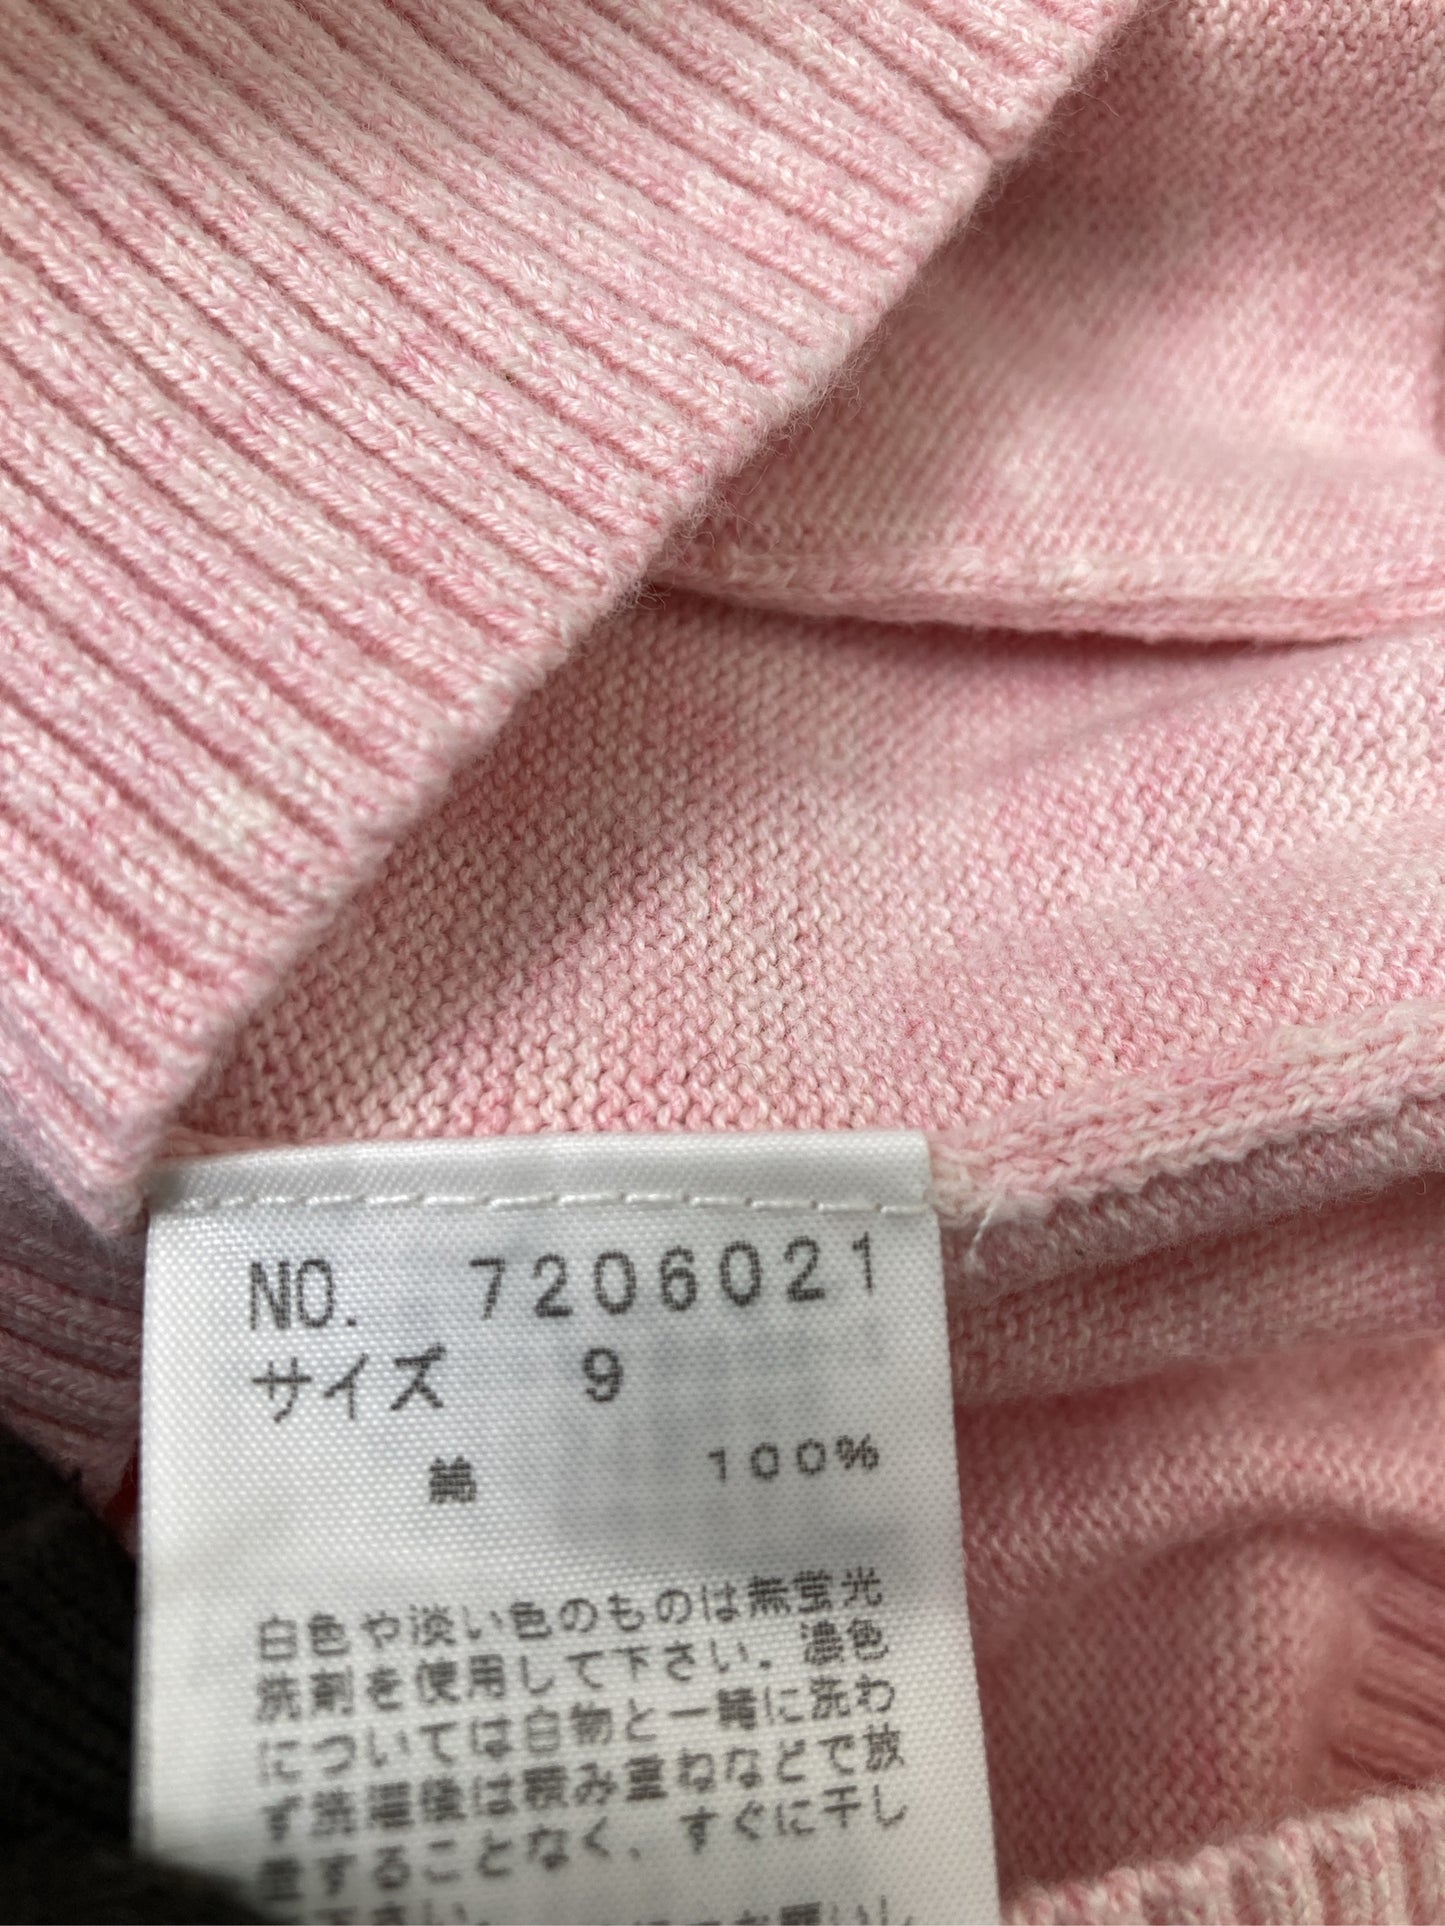 NO. 7206021
サイズ 9
綿 100%
白色や淡い色のものは無蛍光
洗剤を使用して下さい．濃色
については白物と一緒に洗わ
ず洗濯後は積み重ねなどで放
置することなく、すぐに干し
下さい．